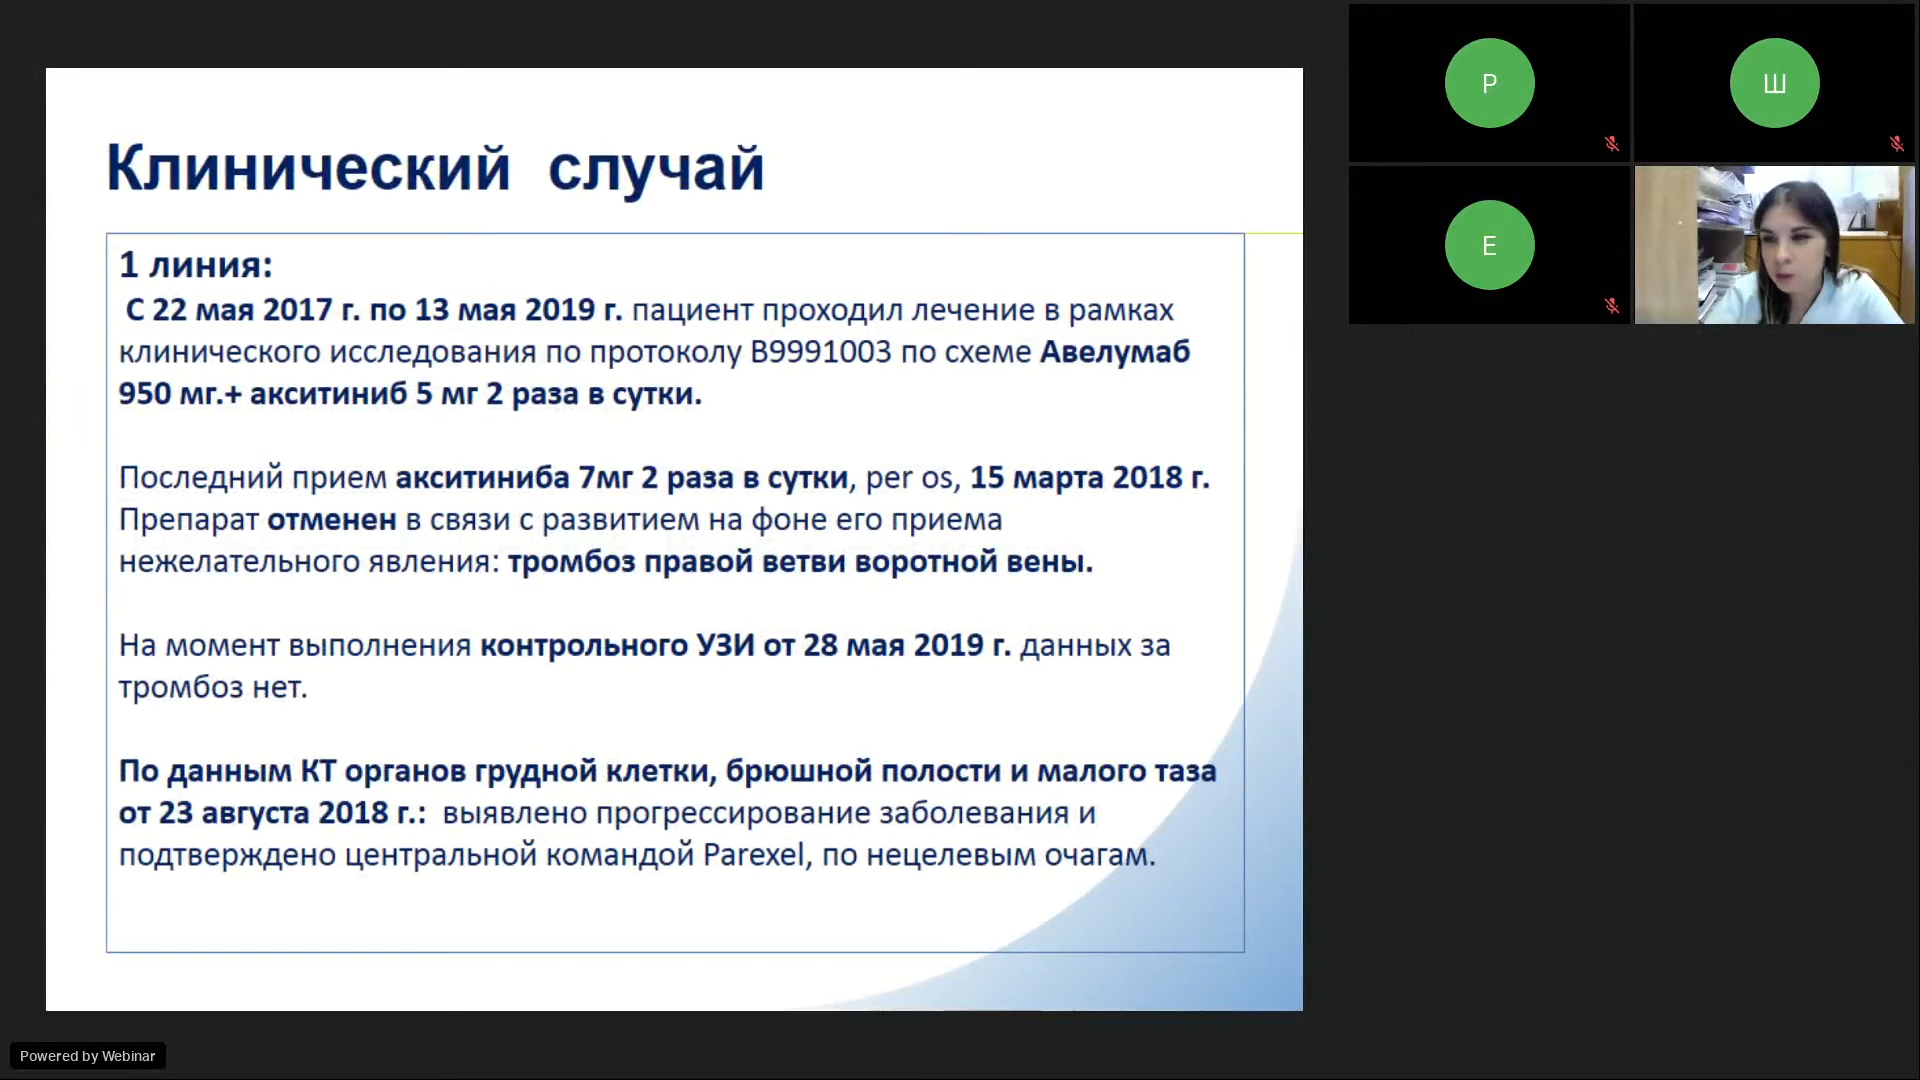 Клинический случай
1 линия:
С 22 мая 2017 г. по 13 мая 2019 г. пациент проходил лечение в рамках
клинического исследования по протоколу B9991003 по схеме Авелумаб
950 мг.+ акситиниб 5 мг 2 раза в сутки.
Последний прием акситиниба 7мг 2 раза в сутки, per os, 15 марта 2018 г.
Препарат отменен в связи с развитием на фоне его приема
нежелательного явления: тромбоз правой ветви воротной вены.
На момент выполнения контрольного УЗИ от 28 мая 2019 г. данных за
тромбоз нет.
По данным КТ органов грудной клетки, брюшной полости и малого таза
от 23 августа 2018 г.: выявлено прогрессирование заболевания и
подтверждено центральной командой Parexel, по нецелевым очагам.
Р
Ш
Е
Powered by Webinar